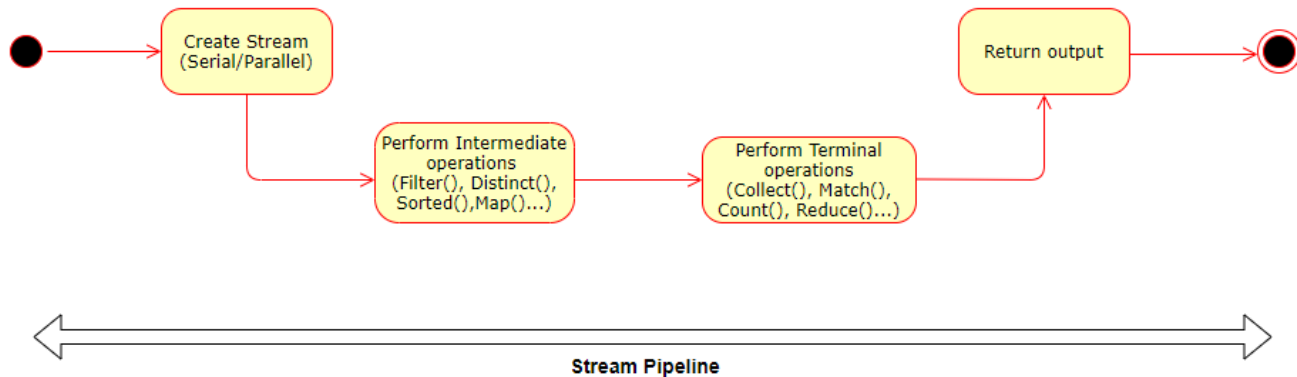 Create Stream
(Serial/Parallel)
Perform Intermediate
operations
(Filter(), Distinct(),
Sorted(),Map()...)
Perform Terminal
operations
(Collect(), Match(),
Count(), Reduce()...)
Return output
Stream Pipeline